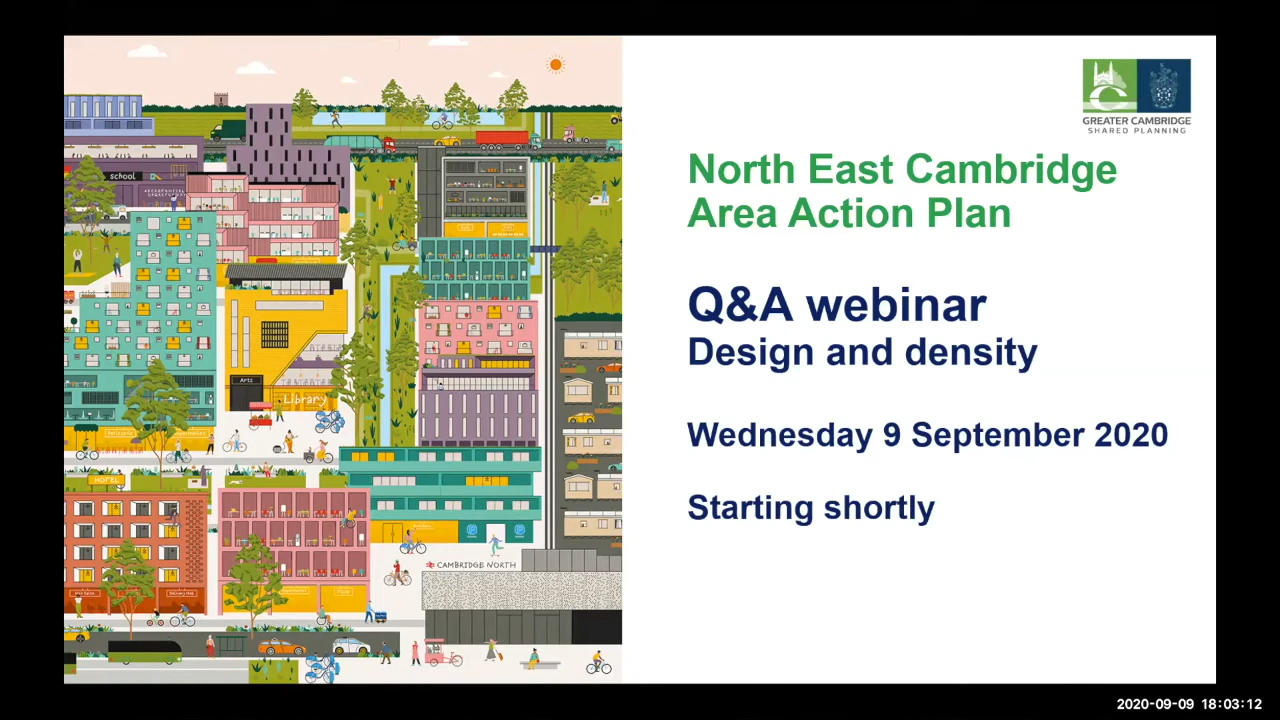 GREATER CAMBRIDGE
SHARED PLANNING
North East Cambridge
Area Action Plan
Q&A webinar
Design and density
Wednesday 9 September 2020
Starting shortly
school
Arts
Library
HOTEL
CAMBRIDGE NORTH
2020-09-09 18:03:12